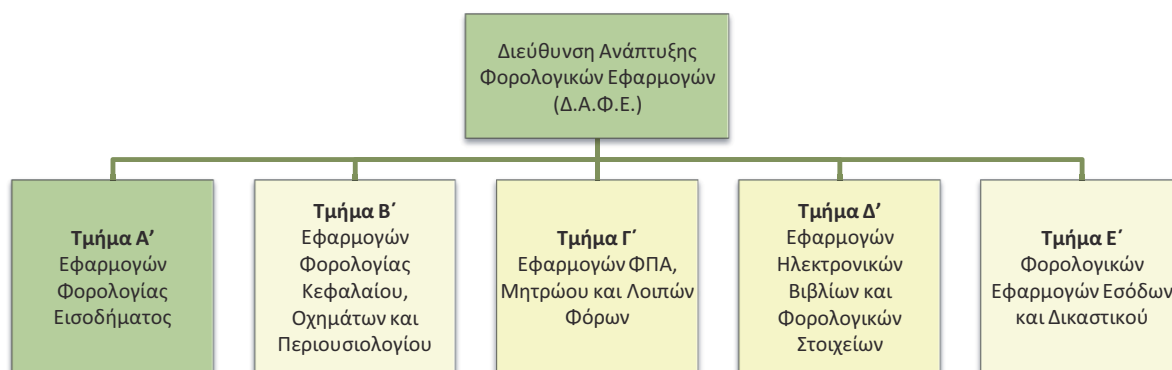 Διεύθυνση Ανάπτυξης
Φορολογικών Εφαρμογών
(Δ.Α.Φ.Ε.)
Τμήμα Α’
Εφαρμογών
Φορολογίας
Εισοδήματος
Τμήμα Β΄
Εφαρμογών
Φορολογίας
Κεφαλαίου,
Οχημάτων και
Περιουσιολογίου
Τμήμα Γ΄
Εφαρμογών ΦΠΑ,
Μητρώου και Λοιπών
Φόρων
Τμήμα Δ’
Εφαρμογών
Ηλεκτρονικών
Βιβλίων και
Φορολογικών
Στοιχείων
Τμήμα Ε΄
Φορολογικών
Εφαρμογών Εσόδων
και Δικαστικού